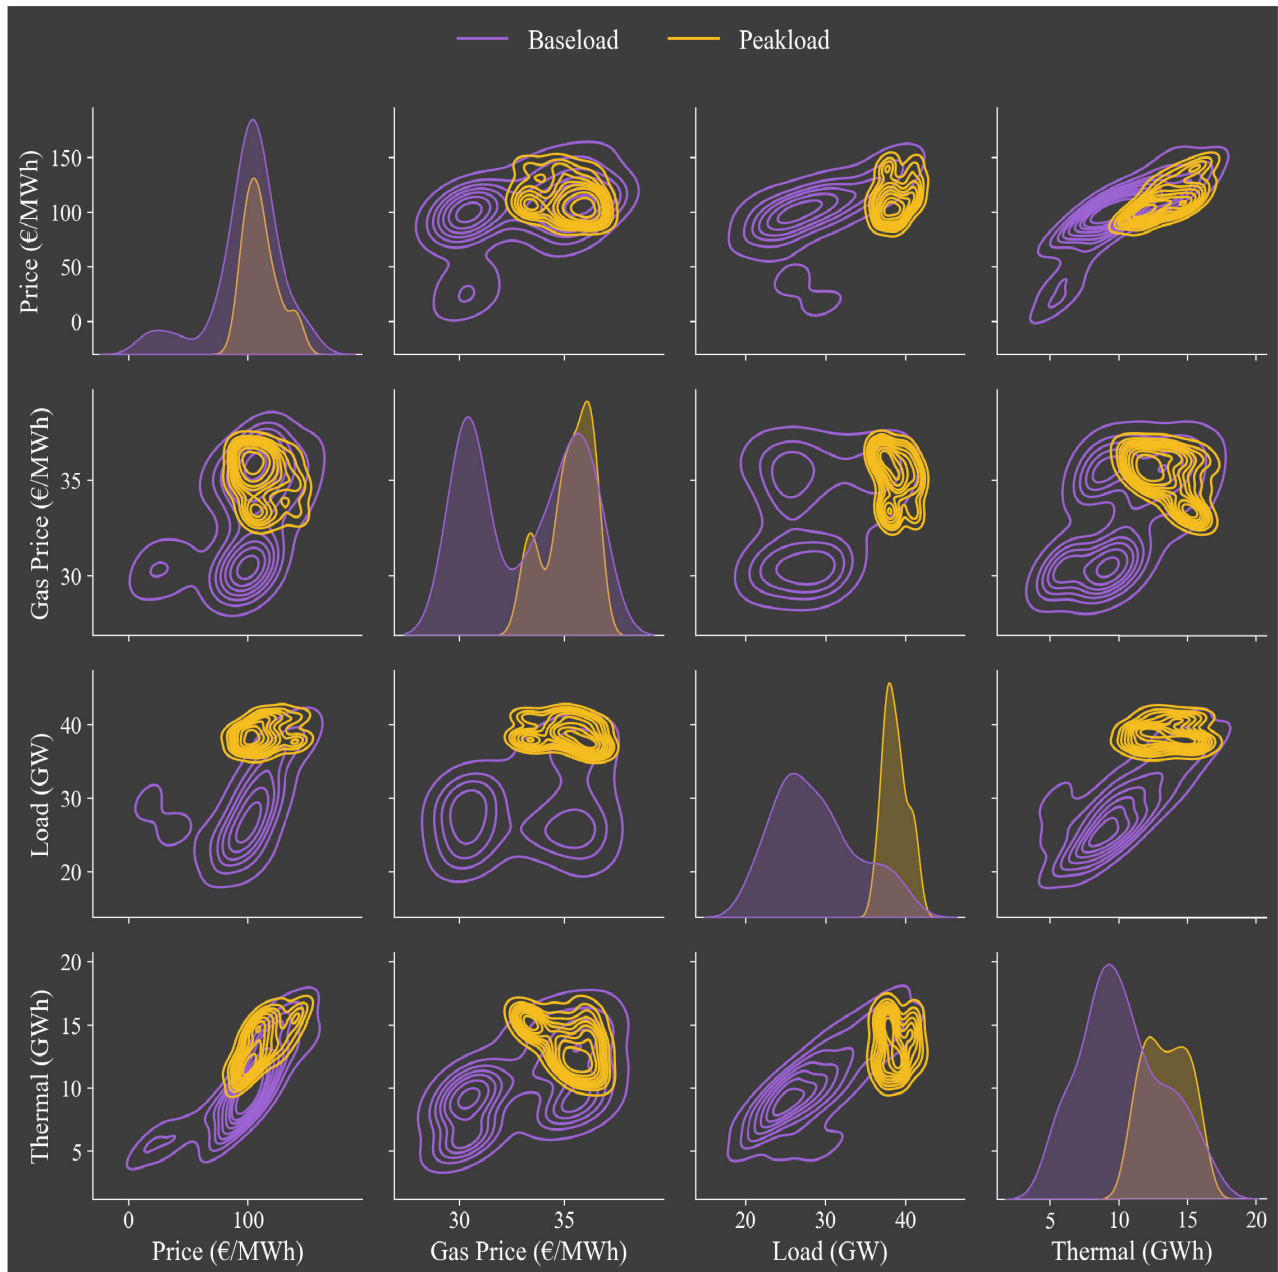 Baseload Peakload
Price (€/MWh)
150
100
50
0
Gas Price (€/MWh)
35
30
Load (GW)
40
30
20
Thermal (GWh)
20
15
10
5
0 100 30 35 20 30 40 5 10 15 20
Price (€/MWh) Gas Price (€/MWh) Load (GW) Thermal (GWh)